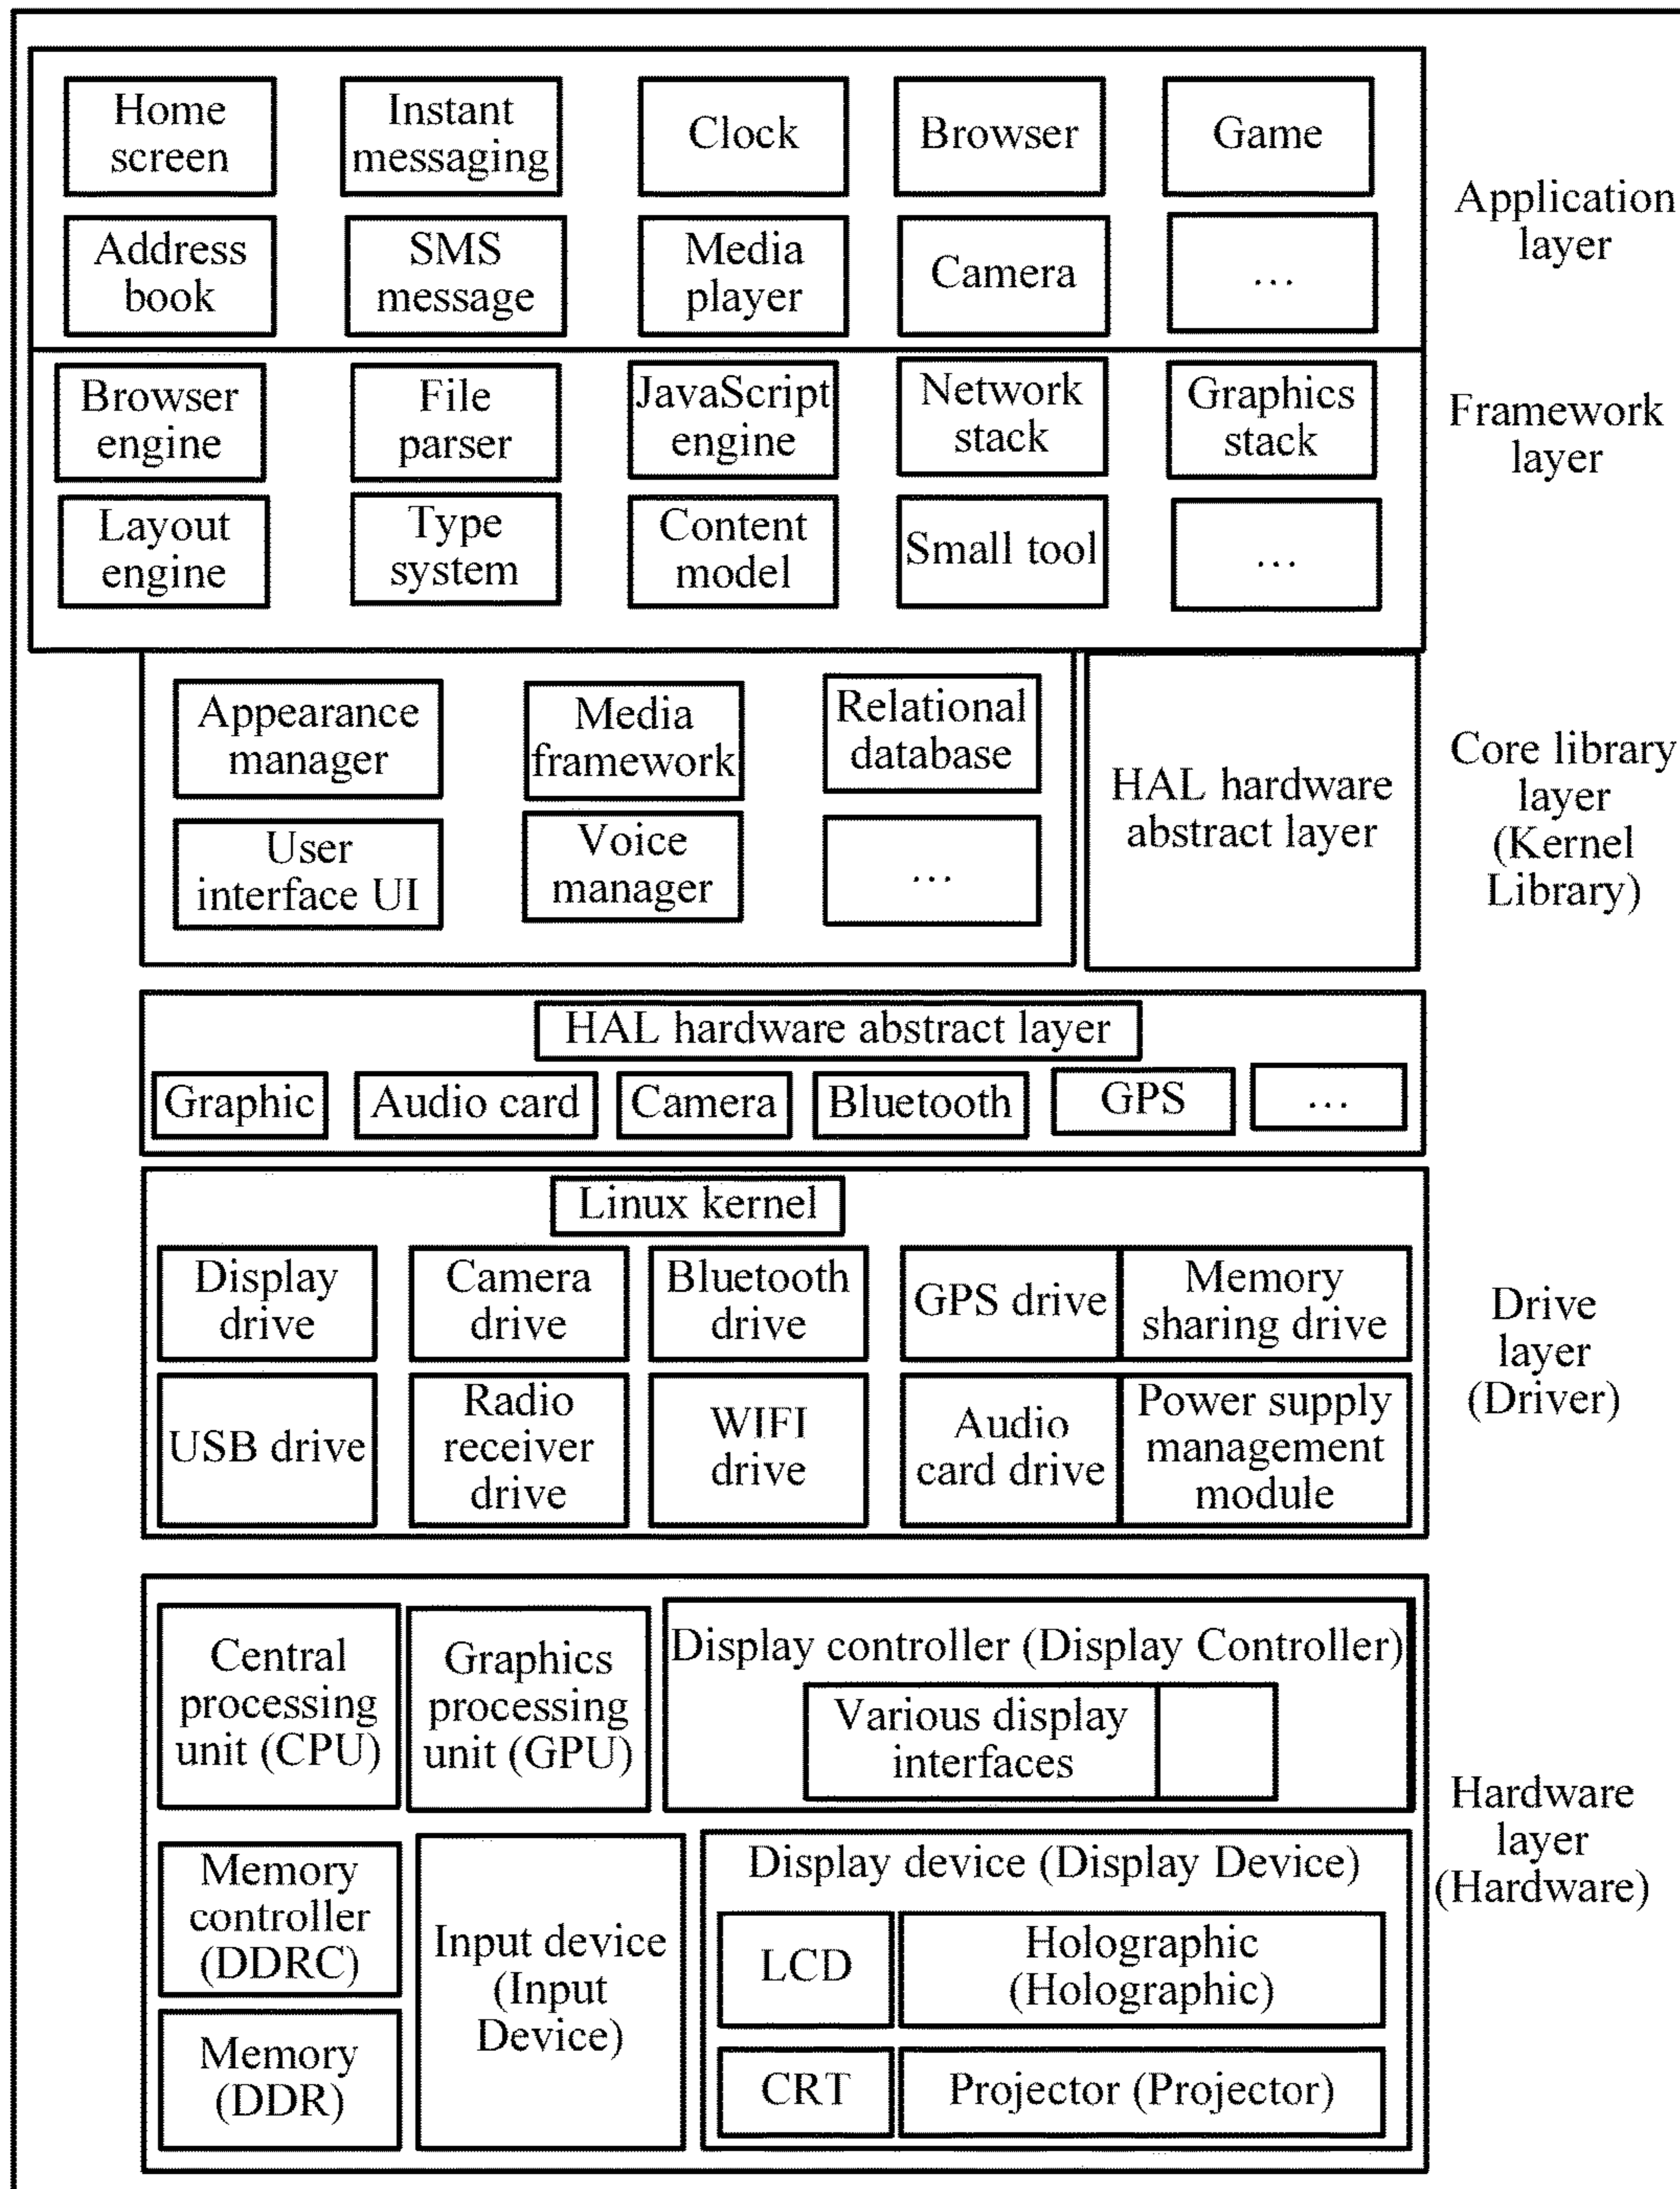 Home
screen
Instant
messaging
Clock
Browser
Game
Address
book
SMS
message
Media
player
Camera
...
Application
layer
Browser
engine
File
parser
JavaScript
engine
Network
stack
Graphics
stack
Layout
engine
Type
system
Content
model
Small tool
...
Framework
layer
Appearance
manager
Media
framework
Relational
database
User
interface UI
Voice
manager
...
HAL hardware
abstract layer
Core library
layer
(Kernel
Library)
HAL hardware abstract layer
Graphic
Audio card
Camera
Bluetooth
GPS
...
Linux kernel
Display
drive
Camera
drive
Bluetooth
drive
GPS drive
Memory
sharing drive
USB drive
Radio
receiver
drive
WIFI
drive
Audio
card drive
Power supply
management
module
Drive
layer
(Driver)
Central
processing
unit (CPU)
Graphics
processing
unit (GPU)
Display controller (Display Controller)
Various display
interfaces
Memory
controller
(DDRC)
Memory
(DDR)
Input device
(Input
Device)
Display device (Display Device)
LCD
Holographic
(Holographic)
CRT
Projector (Projector)
Hardware
layer
(Hardware)